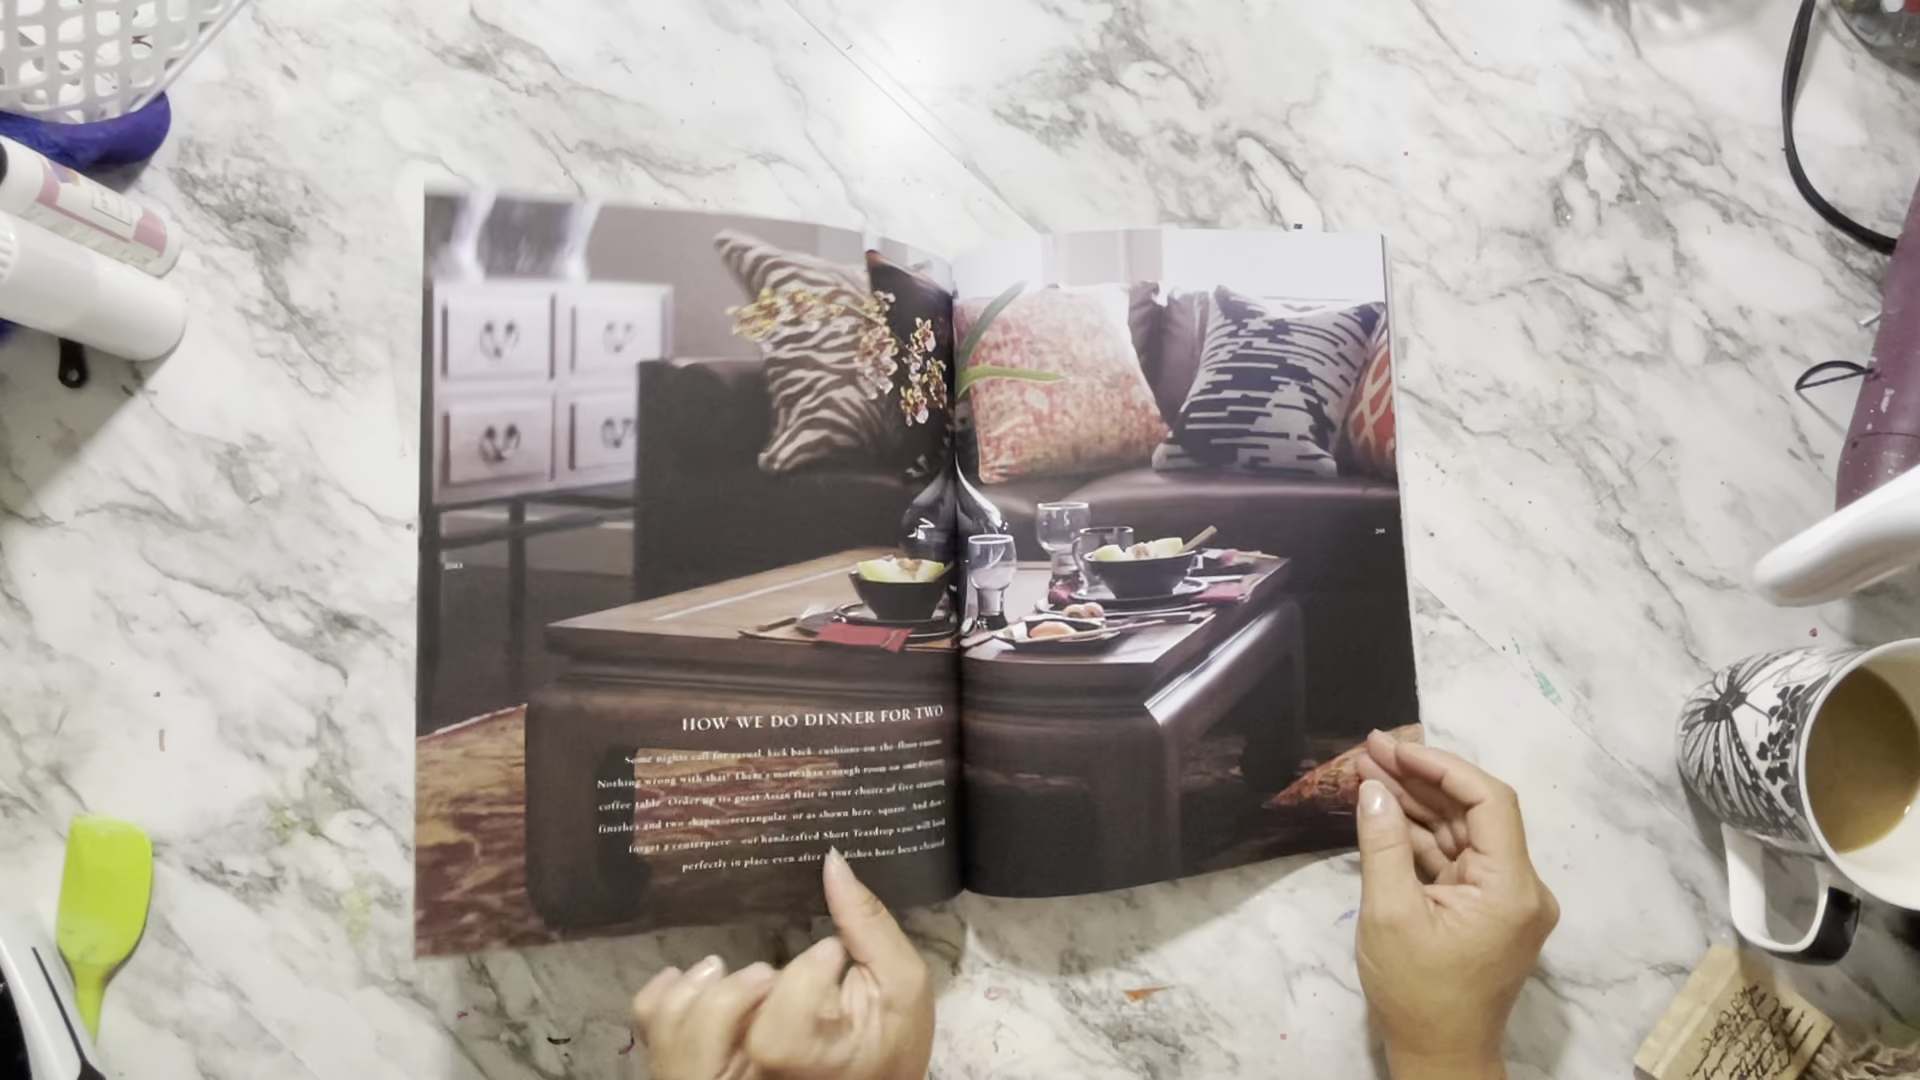 HOW WE DO DINNER FOR TWO
Some nights call for casual, kick back, cushions-on-the-floor
Nothing wrong with that! There's more than enough room on our
coffee table. Order up its great Asian flair in your choice of five stunning
finishes and two shapes: rectangular, or as shown here, square. And don't
forget a centerpiece our handcrafted Short Teardrop vase will look
perfectly in place even after dishes have been cleared